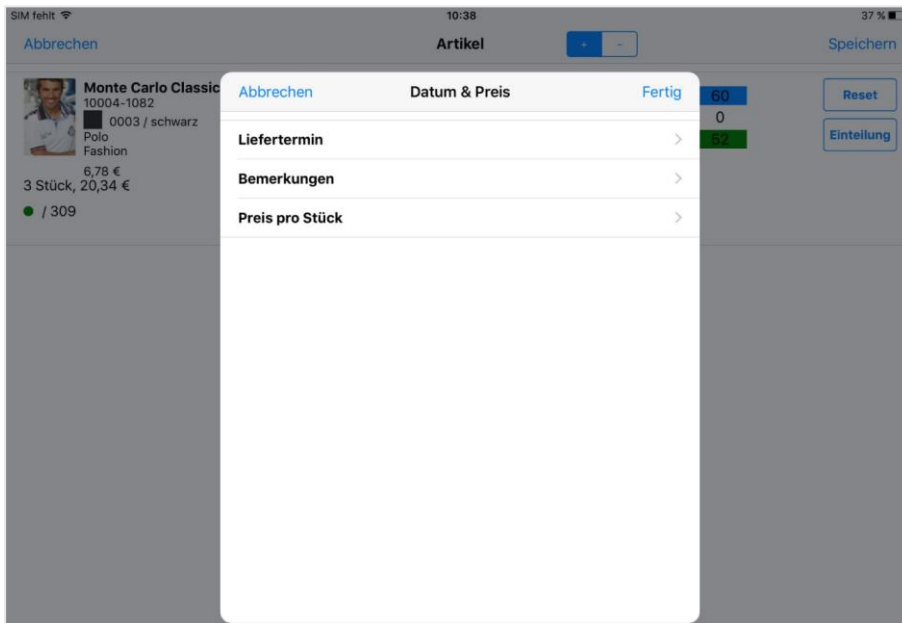 SIM fehlt 10:38 37 %
Abbrechen Artikel + - Speichern
Monte Carlo Classic
10004-1082
0003 / schwarz
Polo
Fashion
6,78 €
3 Stück, 20,34 €
/ 309
60
0
52
Reset
Einteilung
Abbrechen Datum & Preis Fertig
Liefertermin
Bemerkungen
Preis pro Stück